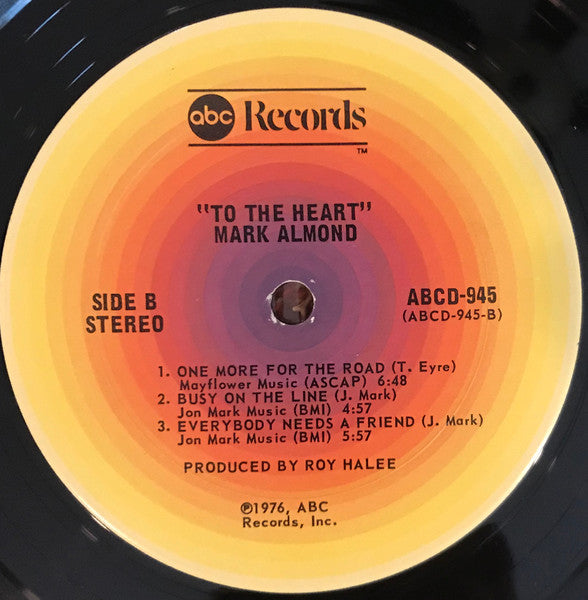 abc Records
™
"TO THE HEART"
MARK ALMOND
SIDE B
STEREO
ABCD-945
(ABCD-945-B)
1. ONE MORE FOR THE ROAD (T. Eyre)
Mayflower Music (ASCAP) 6:48
2. BUSY ON THE LINE (J. Mark)
Jon Mark Music (BMI) 4:57
3. EVERYBODY NEEDS A FRIEND (J. Mark)
Jon Mark Music (BMI) 5:57
PRODUCED BY ROY HALEE
℗1976, ABC
Records, Inc.